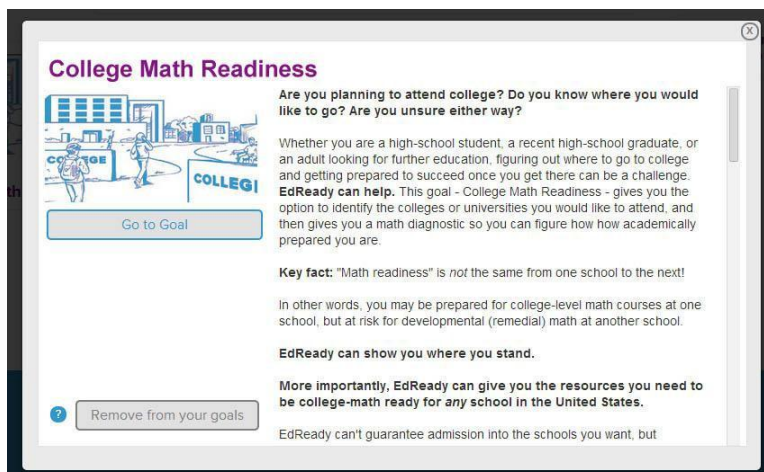 College Math Readiness
Are you planning to attend college? Do you know where you would
like to go? Are you unsure either way?
Whether you are a high-school student, a recent high-school graduate, or
an adult looking for further education, figuring out where to go to college
and getting prepared to succeed once you get there can be a challenge.
EdReady can help. This goal - College Math Readiness - gives you the
option to identify the colleges or universities you would like to attend, and
then gives you a math diagnostic so you can figure how how academically
prepared you are.
Key fact: "Math readiness" is not the same from one school to the next!
In other words, you may be prepared for college-level math courses at one
school, but at risk for developmental (remedial) math at another school.
EdReady can show you where you stand.
More importantly, EdReady can give you the resources you need to
be college-math ready for any school in the United States.
EdReady can't guarantee admission into the schools you want, but
COLLEGI
Go to Goal
?
Remove from your goals
X
th